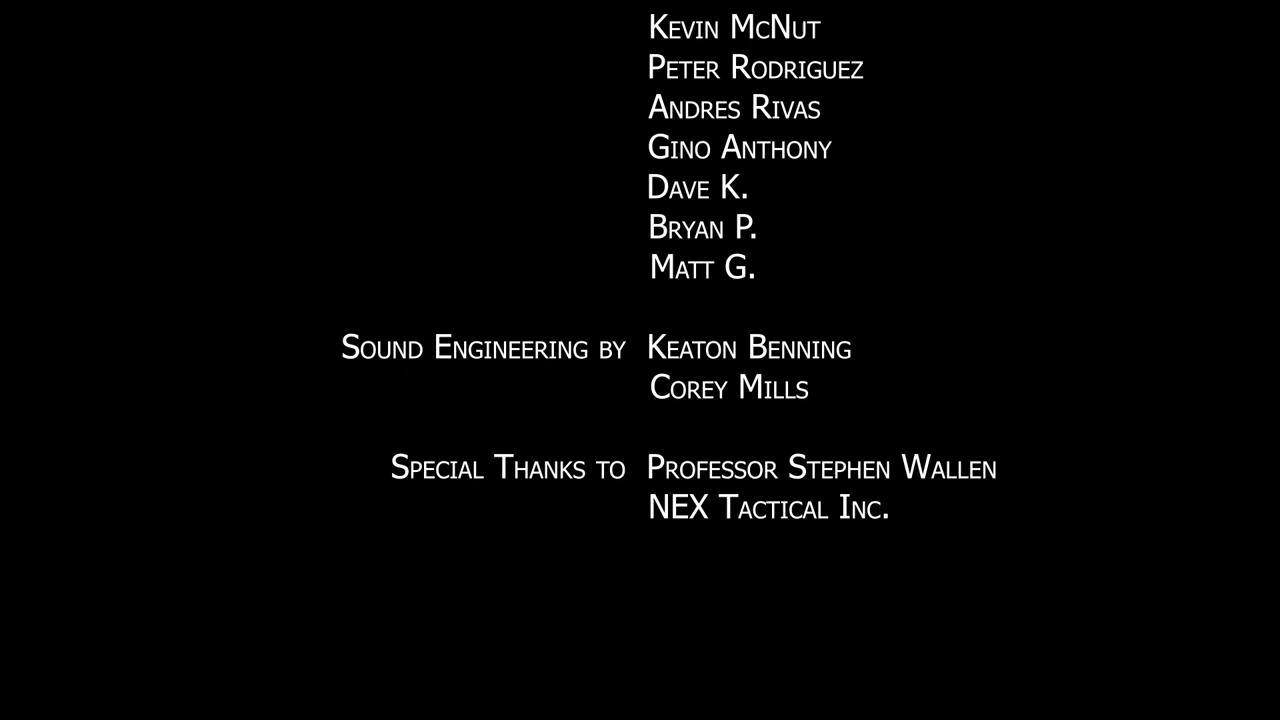 Kevin McNut
Peter Rodriguez
Andres Rivas
Gino Anthony
Dave K.
Bryan P.
Matt G.
Sound Engineering by Keaton Benning
Corey Mills
Special Thanks to Professor Stephen Wallen
NEX Tactical Inc.